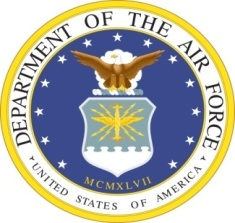 DEPARTMENT OF THE AIR FORCE
MCMXLVII
UNITED STATES OF AMERICA